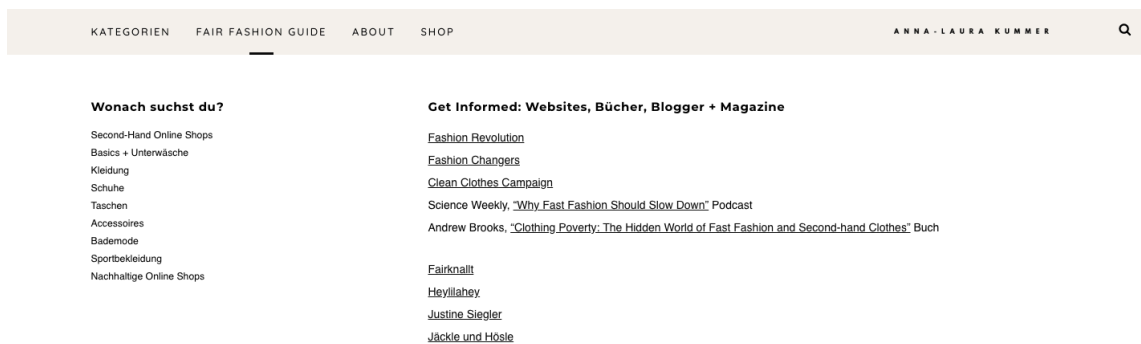 KATEGORIEN FAIR FASHION GUIDE ABOUT SHOP ANNA-LAURA KUMMER
Wonach suchst du?
Second-Hand Online Shops
Basics + Unterwäsche
Kleidung
Schuhe
Taschen
Accessoires
Bademode
Sportbekleidung
Nachhaltige Online Shops
Get Informed: Websites, Bücher, Blogger + Magazine
Fashion Revolution
Fashion Changers
Clean Clothes Campaign
Science Weekly, “Why Fast Fashion Should Slow Down” Podcast
Andrew Brooks, “Clothing Poverty: The Hidden World of Fast Fashion and Second-hand Clothes” Buch
Fairknallt
Heylilahey
Justine Siegler
Jäckle und Hösle